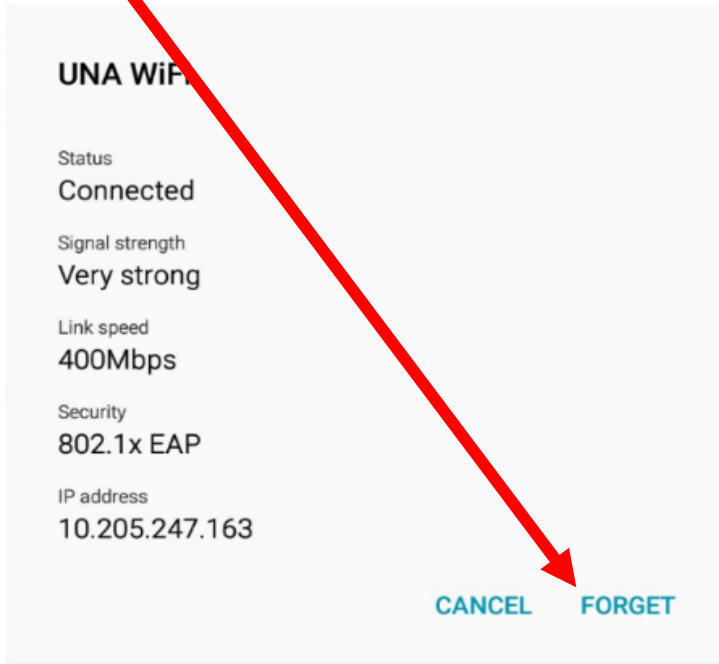 UNA WiFi
Status
Connected
Signal strength
Very strong
Link speed
400Mbps
Security
802.1x EAP
IP address
10.205.247.163
CANCEL FORGET